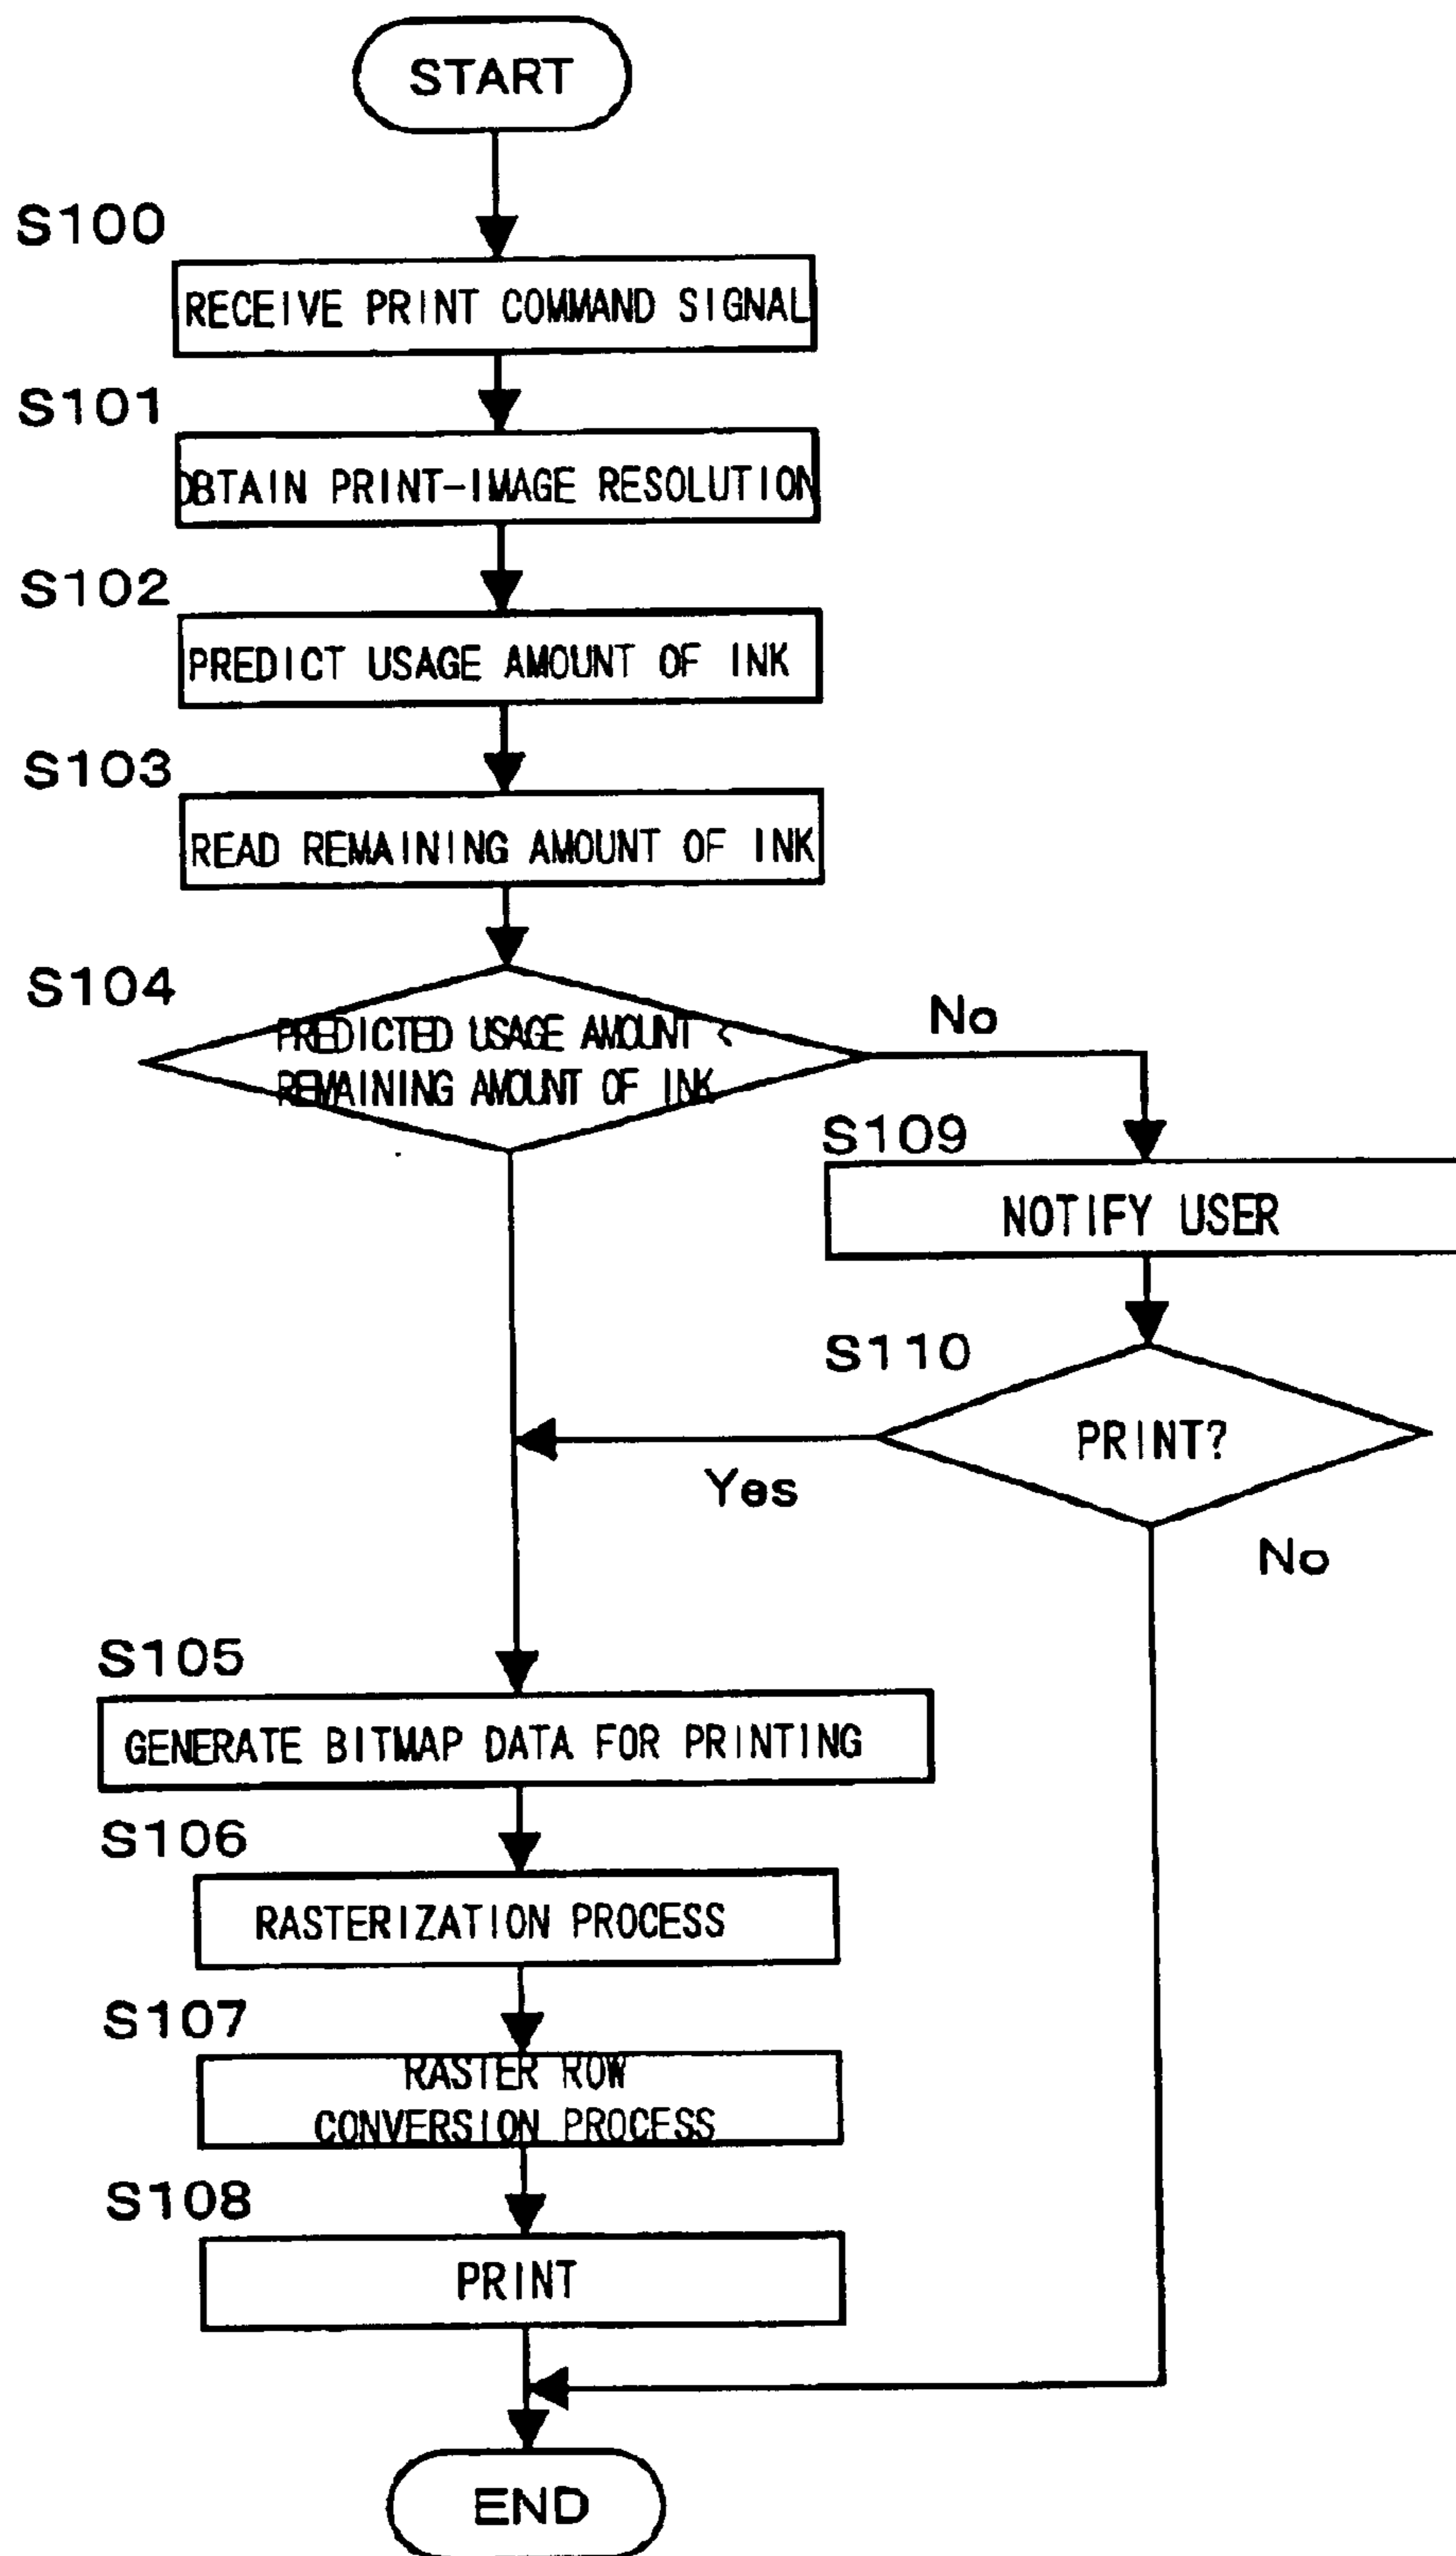 START
S100
RECEIVE PRINT COMMAND SIGNAL
S101
OBTAIN PRINT-IMAGE RESOLUTION
S102
PREDICT USAGE AMOUNT OF INK
S103
READ REMAINING AMOUNT OF INK
S104
PREDICTED USAGE AMOUNT <
REMAINING AMOUNT OF INK
No
S109
NOTIFY USER
S110
PRINT?
Yes
No
S105
GENERATE BITMAP DATA FOR PRINTING
S106
RASTERIZATION PROCESS
S107
RASTER ROW
CONVERSION PROCESS
S108
PRINT
END